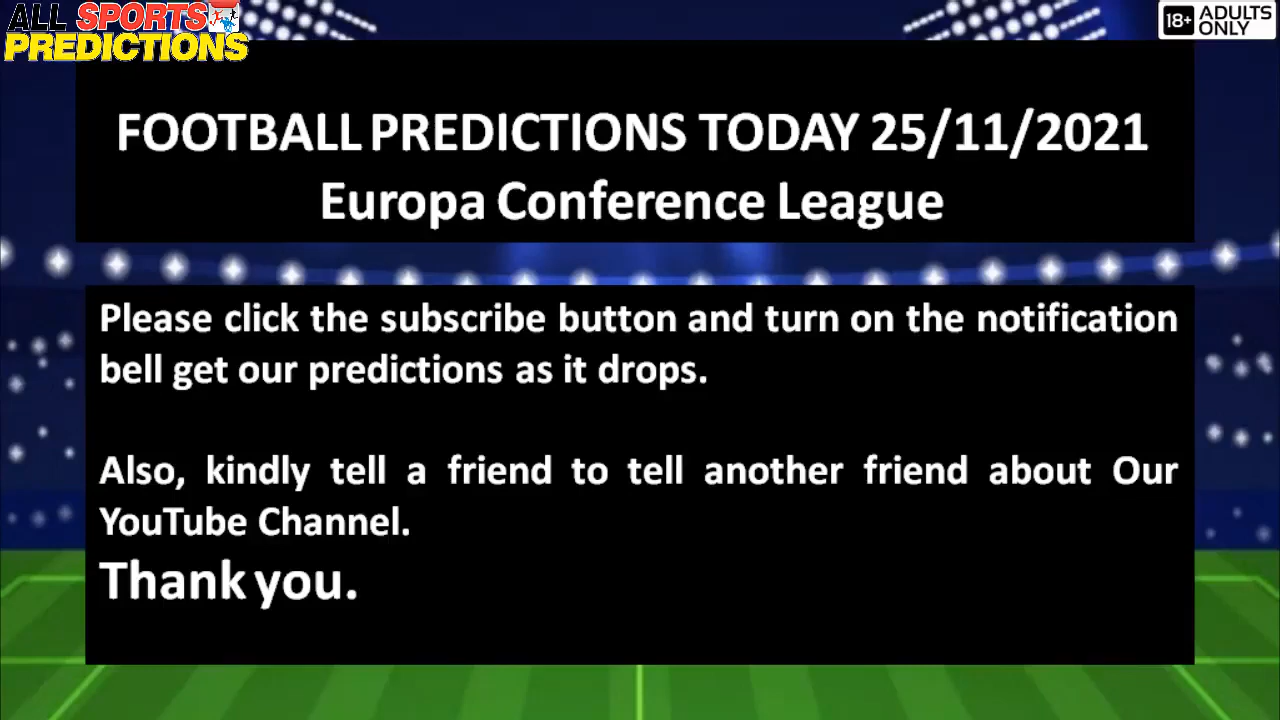 ALL SPORTS
PREDICTIONS
18+ ADULTS
ONLY
FOOTBALL PREDICTIONS TODAY 25/11/2021
Europa Conference League
Please click the subscribe button and turn on the notification
bell get our predictions as it drops.
Also, kindly tell a friend to tell another friend about Our
YouTube Channel.
Thank you.